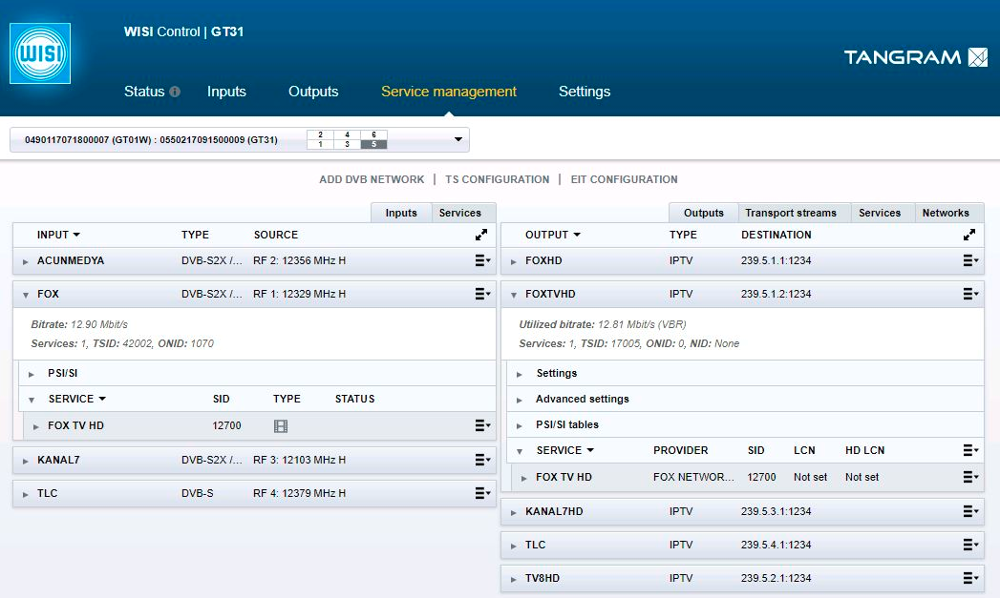 WISI Control | GT31
WISI
TANGRAM
Status Inputs Outputs Service management Settings
0490117071800007 (GT01W) : 0550217091500009 (GT31)
2 4 6
1 3 5
ADD DVB NETWORK | TS CONFIGURATION | EIT CONFIGURATION
Inputs Services
INPUT TYPE SOURCE
ACUNMEDYA DVB-S2X /... RF 2: 12356 MHz H
FOX DVB-S2X /... RF 1: 12329 MHz H
Bitrate: 12.90 Mbit/s
Services: 1, TSID: 42002, ONID: 1070
PSI/SI
SERVICE SID TYPE STATUS
FOX TV HD 12700
KANAL7 DVB-S2X /... RF 3: 12103 MHz H
TLC DVB-S RF 4: 12379 MHz H
Outputs Transport streams Services Networks
OUTPUT TYPE DESTINATION
FOXHD IPTV 239.5.1.1:1234
FOXTVHD IPTV 239.5.1.2:1234
Utilized bitrate: 12.81 Mbit/s (VBR)
Services: 1, TSID: 17005, ONID: 0, NID: None
Settings
Advanced settings
PSI/SI tables
SERVICE PROVIDER SID LCN HD LCN
FOX TV HD FOX NETWOR... 12700 Not set Not set
KANAL7HD IPTV 239.5.3.1:1234
TLC IPTV 239.5.4.1:1234
TV8HD IPTV 239.5.2.1:1234